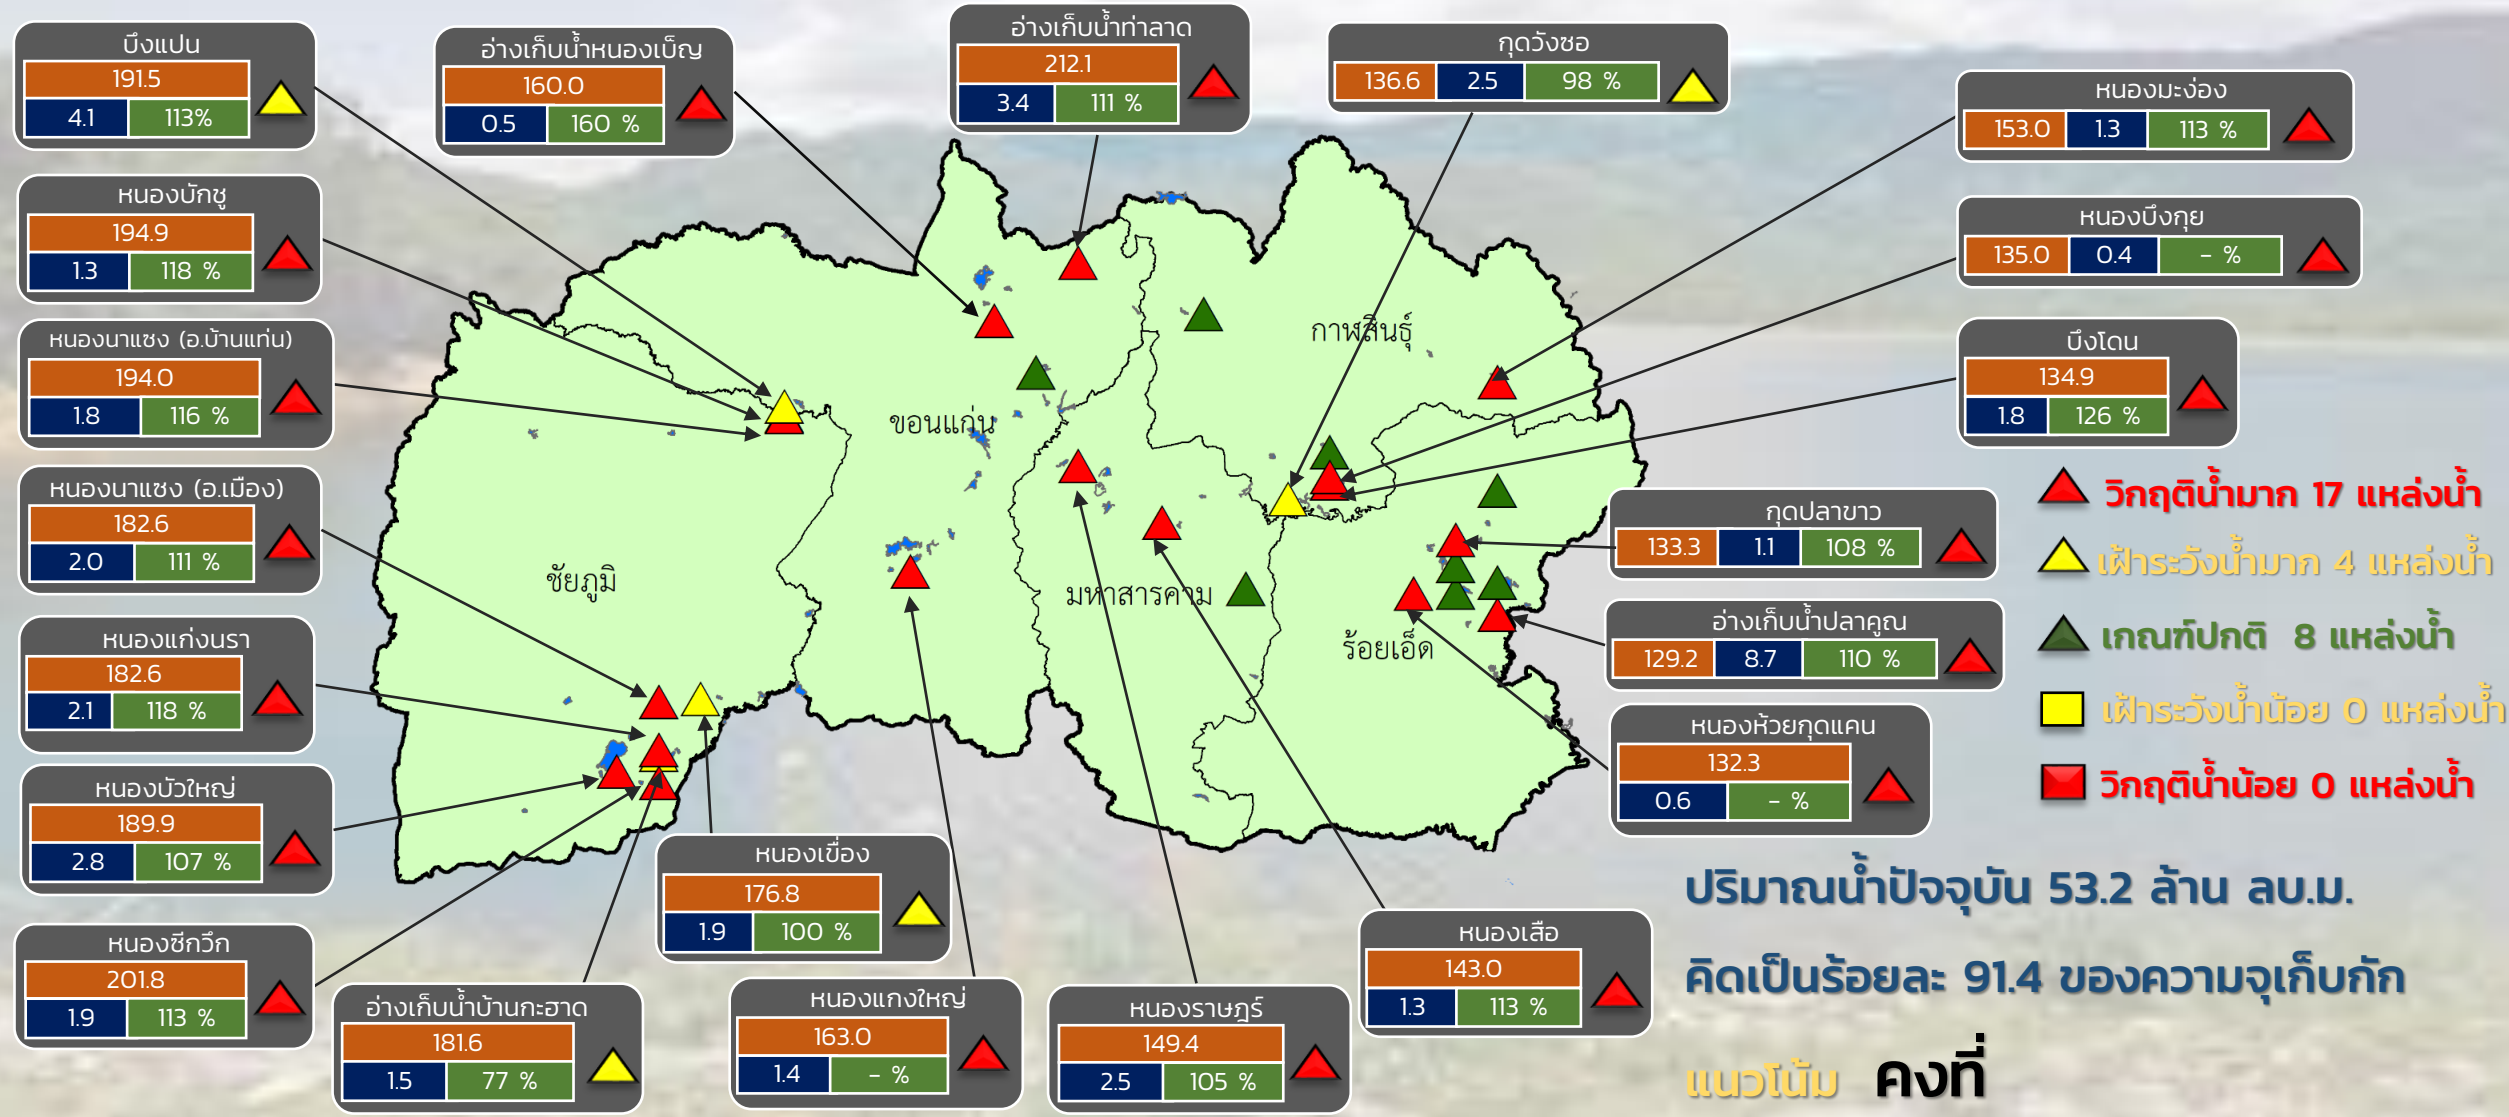 บึงแปน
191.5
4.1 113%
อ่างเก็บน้ำหนองเบ็ญ
160.0
0.5 160 %
อ่างเก็บน้ำท่าลาด
212.1
3.4 111 %
กุดวังซอ
136.6 2.5 98 %
หนองมะง่อง
153.0 1.3 113 %
หนองบักชู
194.9
1.3 118 %
หนองบึงกุย
135.0 0.4 - %
หนองนาแซง (อ.บ้านแท่น)
194.0
1.8 116 %
บึงโดน
134.9
1.8 126 %
หนองนาแซง (อ.เมือง)
182.6
2.0 111 %
หนองแก่งนรา
182.6
2.1 118 %
หนองบัวใหญ่
189.9
2.8 107 %
หนองซีกวึก
201.8
1.9 113 %
อ่างเก็บน้ำบ้านกะฮาด
181.6
1.5 77 %
หนองเขื่อง
176.8
1.9 100 %
หนองแกงใหญ่
163.0
1.4 - %
หนองราษฎร์
149.4
2.5 105 %
หนองเสือ
143.0
1.3 113 %
กุดปลาขาว
133.3 1.1 108 %
อ่างเก็บน้ำปลาคูณ
129.2 8.7 110 %
หนองห้วยกุดแคน
132.3
0.6 - %
กาฬสินธุ์
ขอนแก่น
ชัยภูมิ
มหาสารคาม
ร้อยเอ็ด
วิกฤติน้ำมาก 17 แหล่งน้ำ
เฝ้าระวังน้ำมาก 4 แหล่งน้ำ
เกณฑ์ปกติ 8 แหล่งน้ำ
เฝ้าระวังน้ำน้อย 0 แหล่งน้ำ
วิกฤติน้ำน้อย 0 แหล่งน้ำ
ปริมาณน้ำปัจจุบัน 53.2 ล้าน ลบ.ม.
คิดเป็นร้อยละ 91.4 ของความจุเก็บกัก
แนวโน้ม คงที่